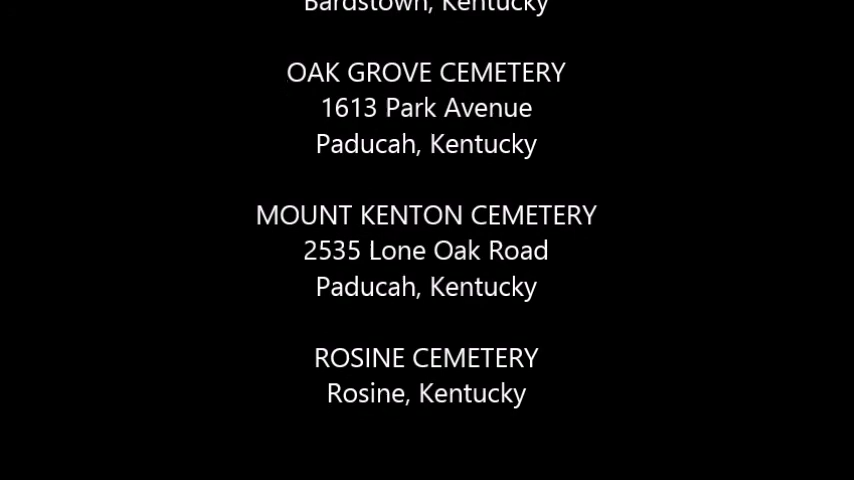 Bardstown, Kentucky
OAK GROVE CEMETERY
1613 Park Avenue
Paducah, Kentucky
MOUNT KENTON CEMETERY
2535 Lone Oak Road
Paducah, Kentucky
ROSINE CEMETERY
Rosine, Kentucky